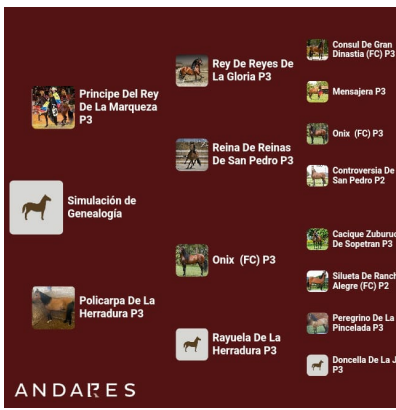 Consul De Gran
Dinastia (FC) P3
Rey De Reyes De
La Gloria P3
Mensajera P3
Principe Del Rey
De La Marqueza
P3
Onix (FC) P3
Reina De Reinas
De San Pedro P3
Controversia De
San Pedro P2
Simulación de
Genealogía
Cacique Zuburuc
De Sopetran P3
Onix (FC) P3
Silueta De Ranch
Alegre (FC) P2
Policarpa De La
Herradura P3
Peregrino De La
Pincelada P3
Rayuela De La
Herradura P3
Doncella De La J
P3
ANDARES